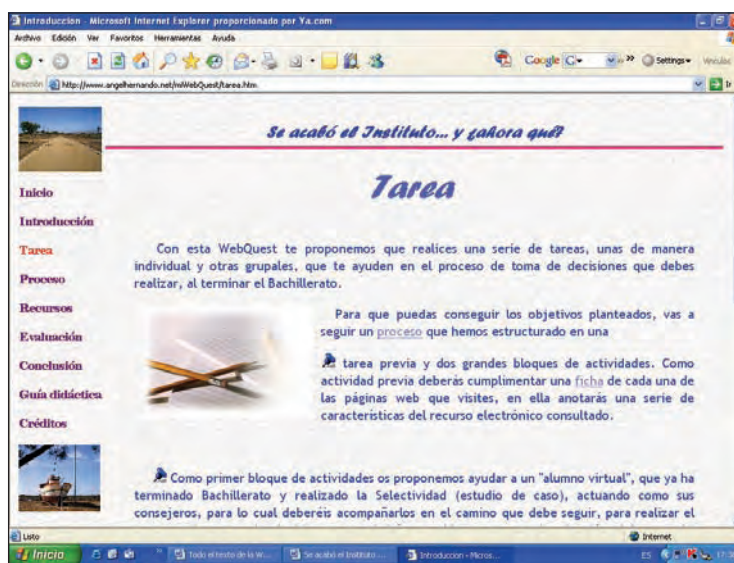 Introduccion - Microsoft Internet Explorer proporcionado por Ya.com
Archivo Edición Ver Favoritos Herramientas Ayuda
Google G Settings Vínculos
Dirección http://www.angelhernando.net/miWebQuest/tarea.htm Ir
Se acabó el Instituto... y ¿ahora qué?
Tarea
Inicio
Introducción
Tarea
Proceso
Recursos
Evaluación
Conclusión
Guía didáctica
Créditos
Con esta WebQuest te proponemos que realices una serie de tareas, unas de manera
individual y otras grupales, que te ayuden en el proceso de toma de decisiones que debes
realizar, al terminar el Bachillerato.
Para que puedas conseguir los objetivos planteados, vas a
seguir un proceso que hemos estructurado en una
tarea previa y dos grandes bloques de actividades. Como
actividad previa deberás cumplimentar una ficha de cada una de
las páginas web que visites, en ella anotarás una serie de
características del recurso electrónico consultado.
Como primer bloque de actividades os proponemos ayudar a un "alumno virtual", que ya ha
terminado Bachillerato y realizado la Selectividad (estudio de caso), actuando como sus
consejeros, para lo cual deberéis acompañarlos en el camino que debe seguir, para realizar el
Listo Internet
Inicio Todo el texto de la W... Se acabó el Instituto ... Introduccion - Micros... ES